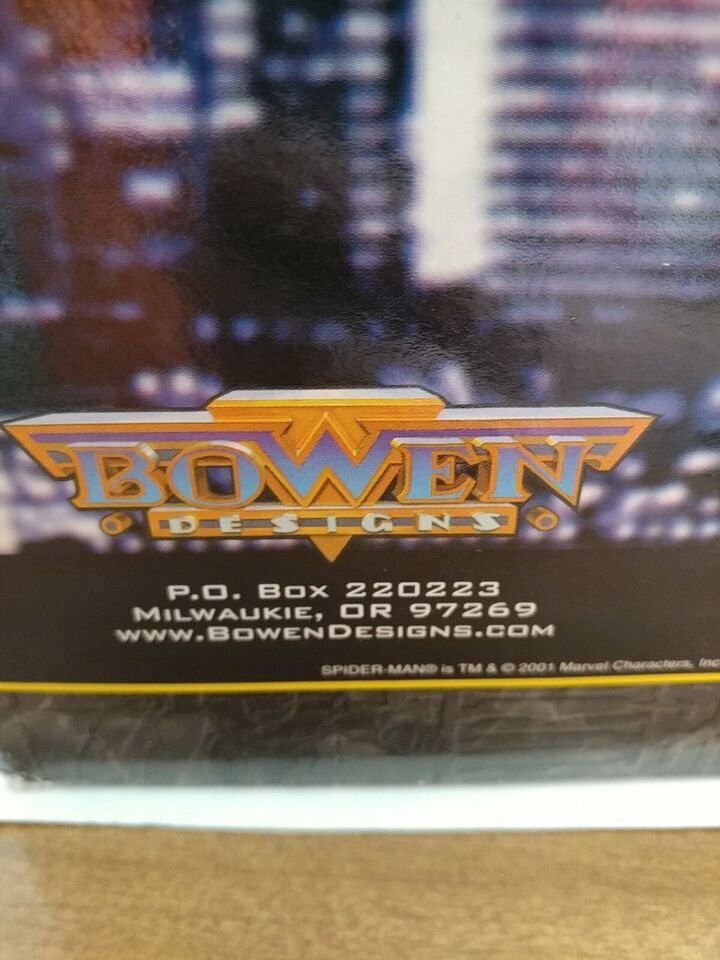 BOWEN
DESIGNS
P.O. BOX 220223
MILWAUKIE, OR 97269
WWW.BOWENDESIGNS.COM
SPIDER-MAN® is TM & © 2001 Marvel Characters, Inc